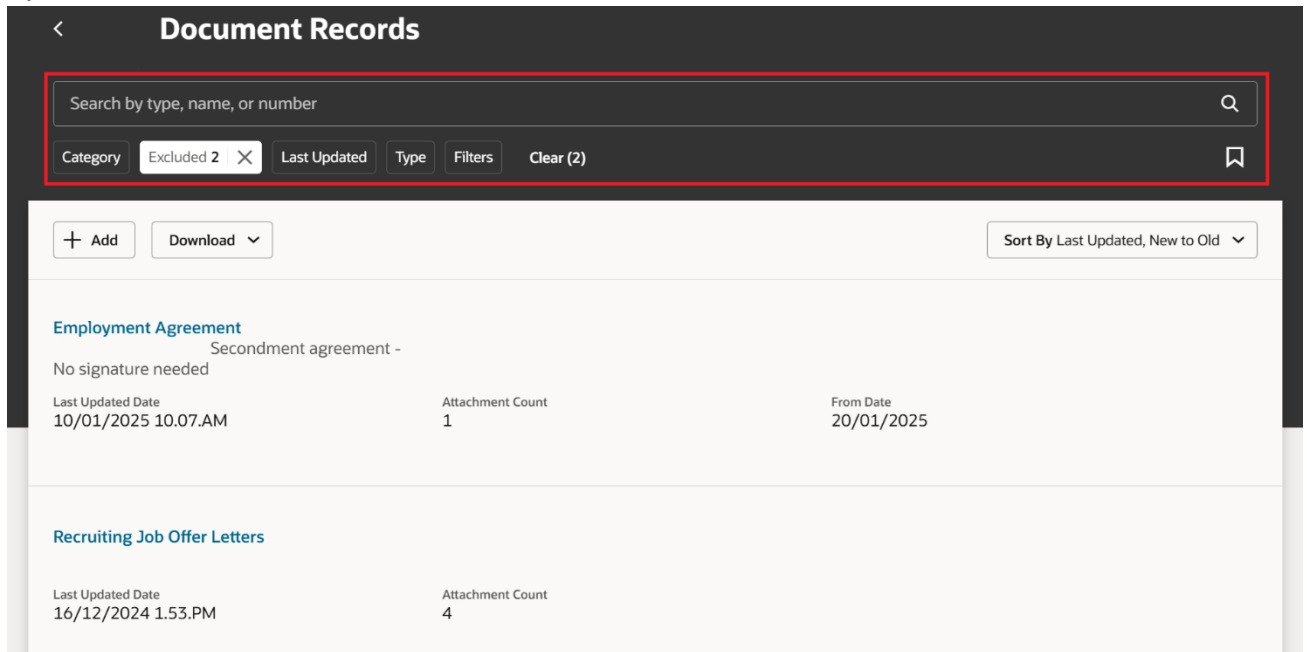 Document Records
Search by type, name, or number
Category Excluded 2 Last Updated Type Filters Clear (2)
Add Download Sort By Last Updated, New to Old
Employment Agreement
Secondment agreement -
No signature needed
Last Updated Date Attachment Count From Date
10/01/2025 10.07.AM 1 20/01/2025
Recruiting Job Offer Letters
Last Updated Date Attachment Count
16/12/2024 1.53.PM 4